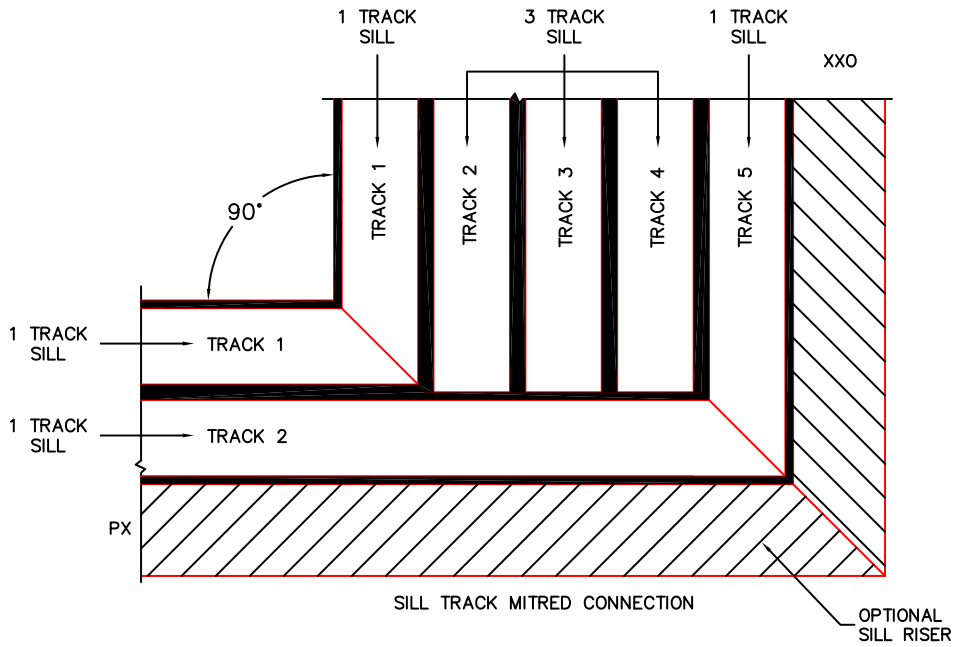 1 TRACK
SILL
3 TRACK
SILL
1 TRACK
SILL
XXO
TRACK 1
TRACK 2
TRACK 3
TRACK 4
TRACK 5
90°
1 TRACK
SILL
TRACK 1
1 TRACK
SILL
TRACK 2
PX
SILL TRACK MITRED CONNECTION
OPTIONAL
SILL RISER